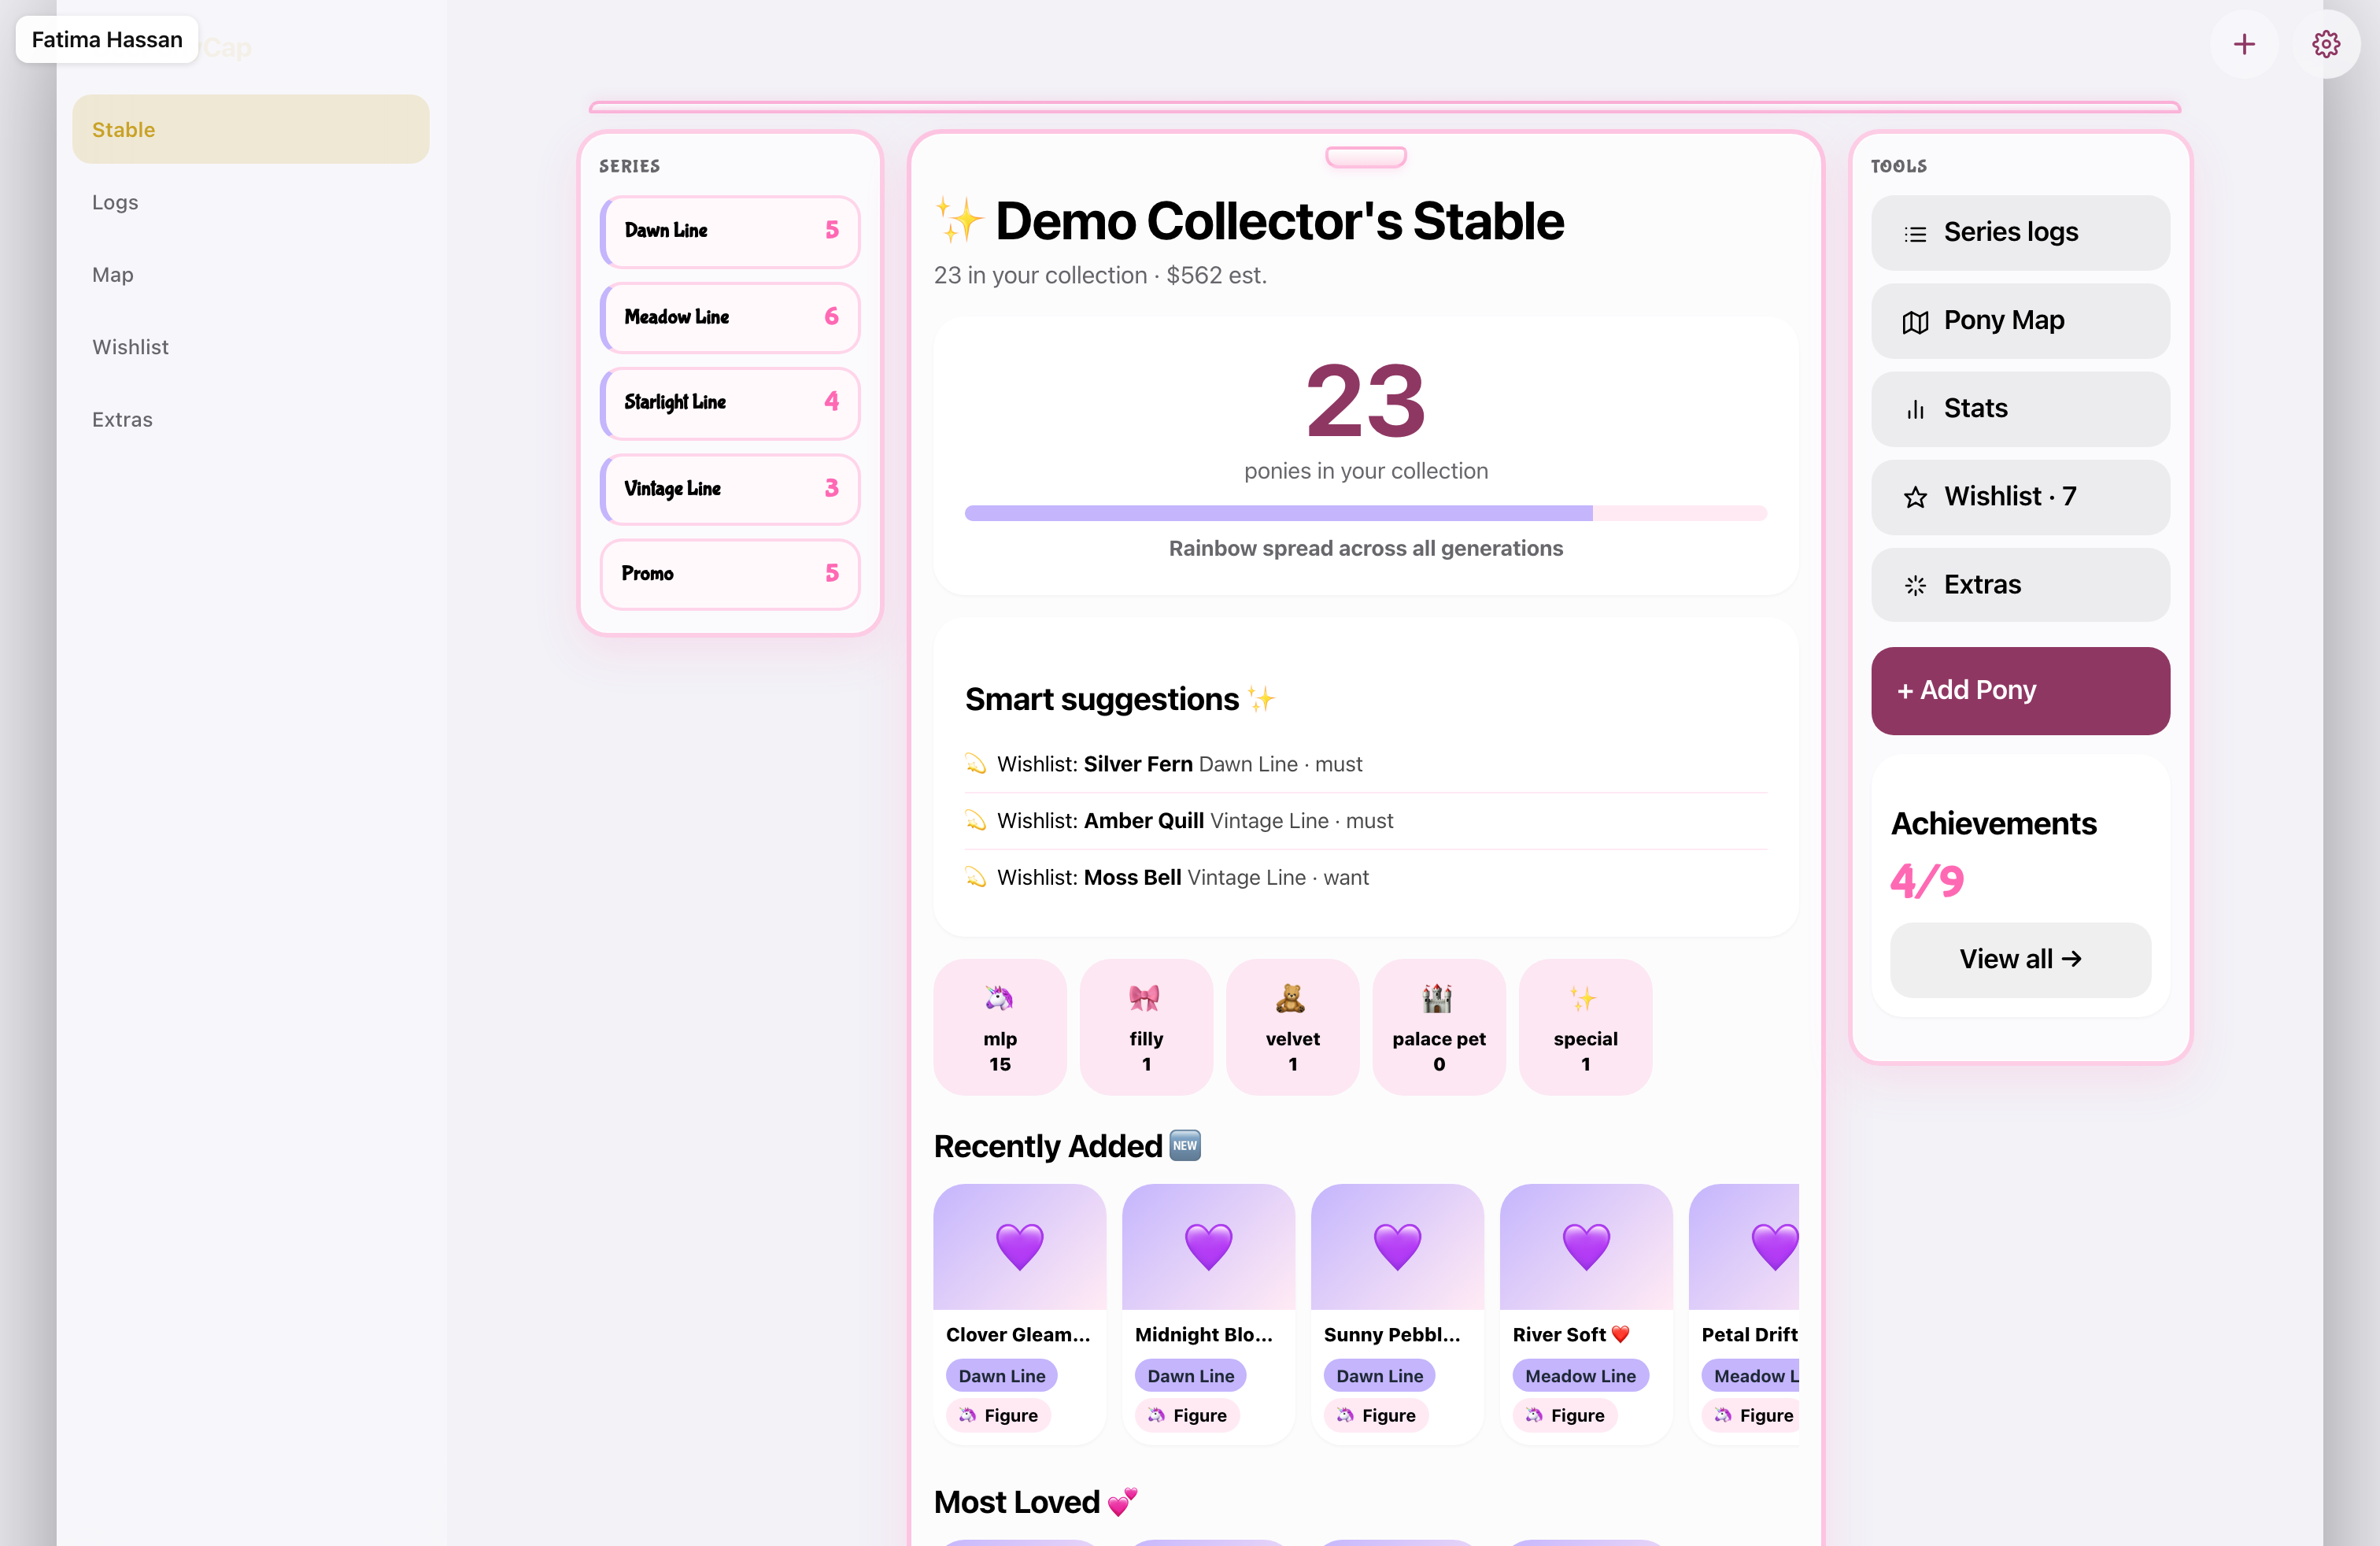 Fatima Hassan
Cap
Stable
Logs
Map
Wishlist
Extras
SERIES
Dawn Line 5
Meadow Line 6
Starlight Line 4
Vintage Line 3
Promo 5
✨ Demo Collector's Stable
23 in your collection · $562 est.
23
ponies in your collection
Rainbow spread across all generations
Smart suggestions ✨
💫 Wishlist: Silver Fern Dawn Line · must
💫 Wishlist: Amber Quill Vintage Line · must
💫 Wishlist: Moss Bell Vintage Line · want
mlp
15
filly
1
velvet
1
palace pet
0
special
1
Recently Added 🆕
Clover Gleam...
Dawn Line
Figure
Midnight Blo...
Dawn Line
Figure
Sunny Pebbl...
Dawn Line
Figure
River Soft ❤️
Meadow Line
Figure
Petal Drift
Meadow L
Figure
Most Loved 💕
TOOLS
Series logs
Pony Map
Stats
Wishlist · 7
Extras
+ Add Pony
Achievements
4/9
View all →